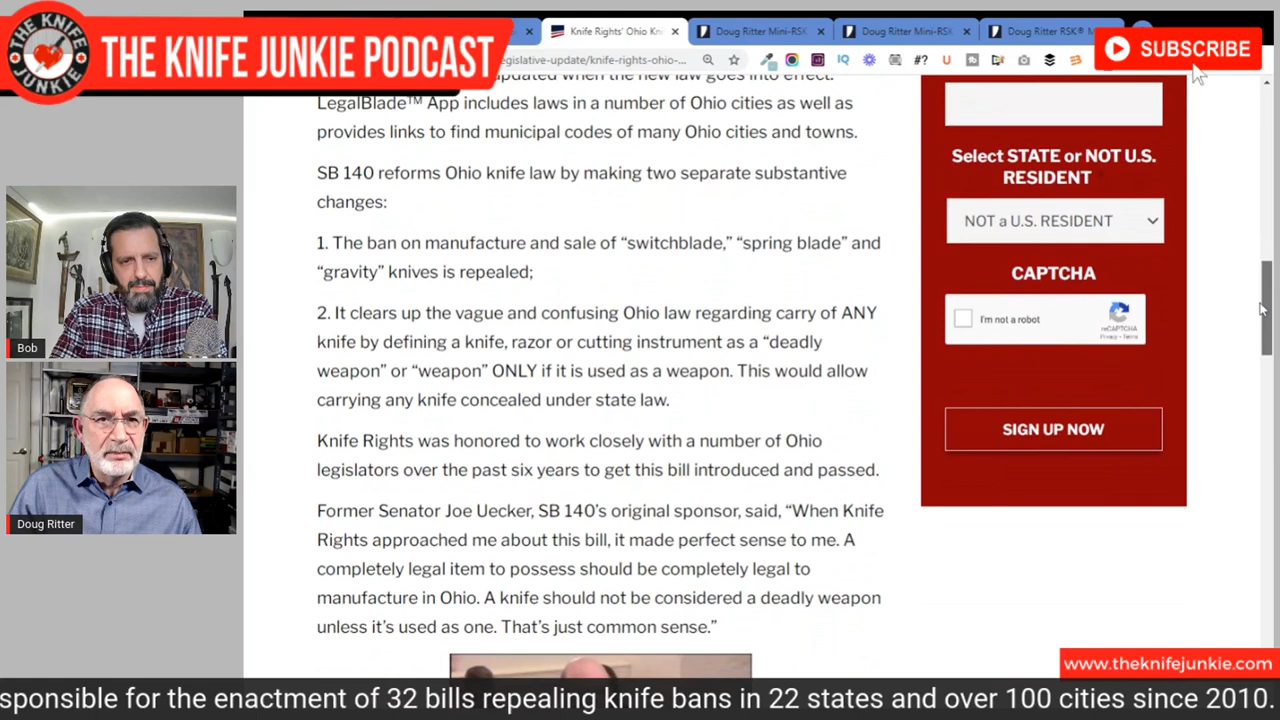 THE KNIFE JUNKIE
THE KNIFE JUNKIE PODCAST
Knife Rights' Ohio Kni
Doug Ritter Mini-RSK
Doug Ritter Mini-RSK
Doug Ritter RSK® M
SUBSCRIBE
egislative-update/knife-rights-ohio-...
updated when the new law goes into effect.
LegalBlade™ App includes laws in a number of Ohio cities as well as
provides links to find municipal codes of many Ohio cities and towns.
SB 140 reforms Ohio knife law by making two separate substantive
changes:
1. The ban on manufacture and sale of “switchblade,” “spring blade” and
“gravity” knives is repealed;
2. It clears up the vague and confusing Ohio law regarding carry of ANY
knife by defining a knife, razor or cutting instrument as a “deadly
weapon” or “weapon” ONLY if it is used as a weapon. This would allow
carrying any knife concealed under state law.
Knife Rights was honored to work closely with a number of Ohio
legislators over the past six years to get this bill introduced and passed.
Former Senator Joe Uecker, SB 140’s original sponsor, said, “When Knife
Rights approached me about this bill, it made perfect sense to me. A
completely legal item to possess should be completely legal to
manufacture in Ohio. A knife should not be considered a deadly weapon
unless it’s used as one. That’s just common sense.”
Select STATE or NOT U.S.
RESIDENT
NOT a U.S. RESIDENT
CAPTCHA
I'm not a robot
reCAPTCHA
Privacy - Terms
SIGN UP NOW
Bob
Doug Ritter
www.theknifejunkie.com
sponsible for the enactment of 32 bills repealing knife bans in 22 states and over 100 cities since 2010.